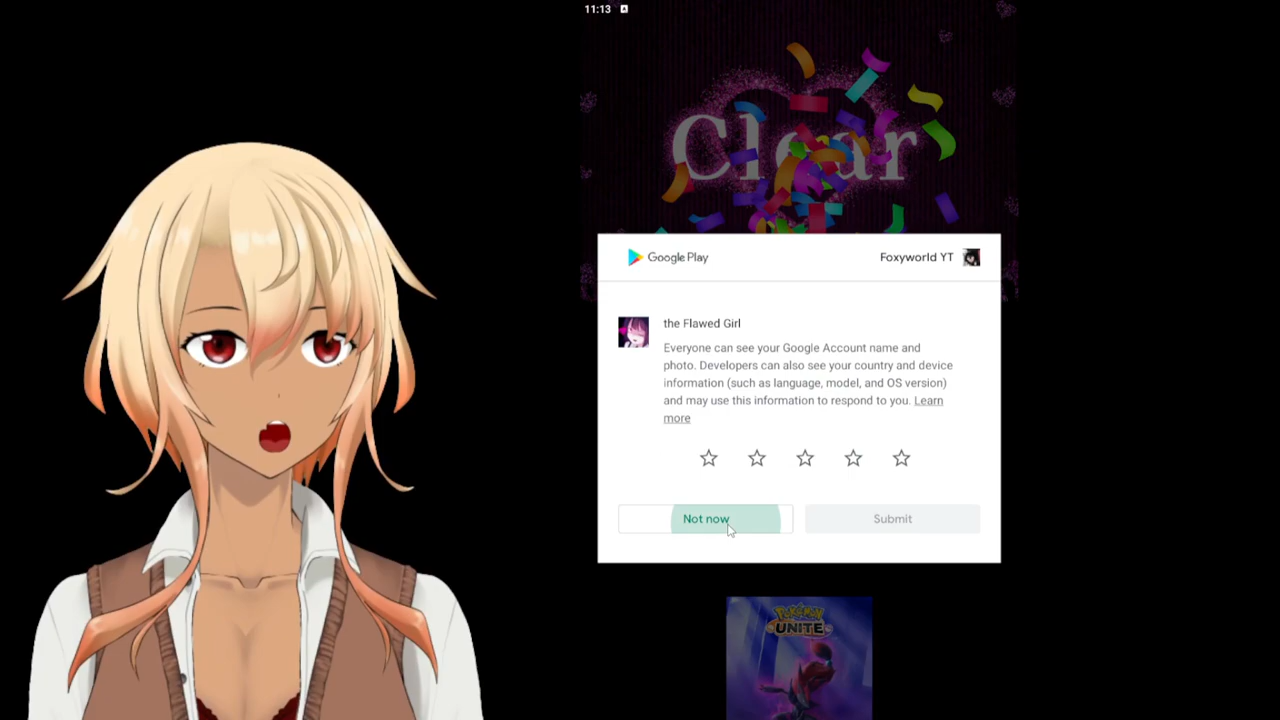 11:13
Clear
Google Play
Foxyworld YT
the Flawed Girl
Everyone can see your Google Account name and
photo. Developers can also see your country and device
information (such as language, model, and OS version)
and may use this information to respond to you. Learn
more
Not now
Submit
POKÉMON
UNITE